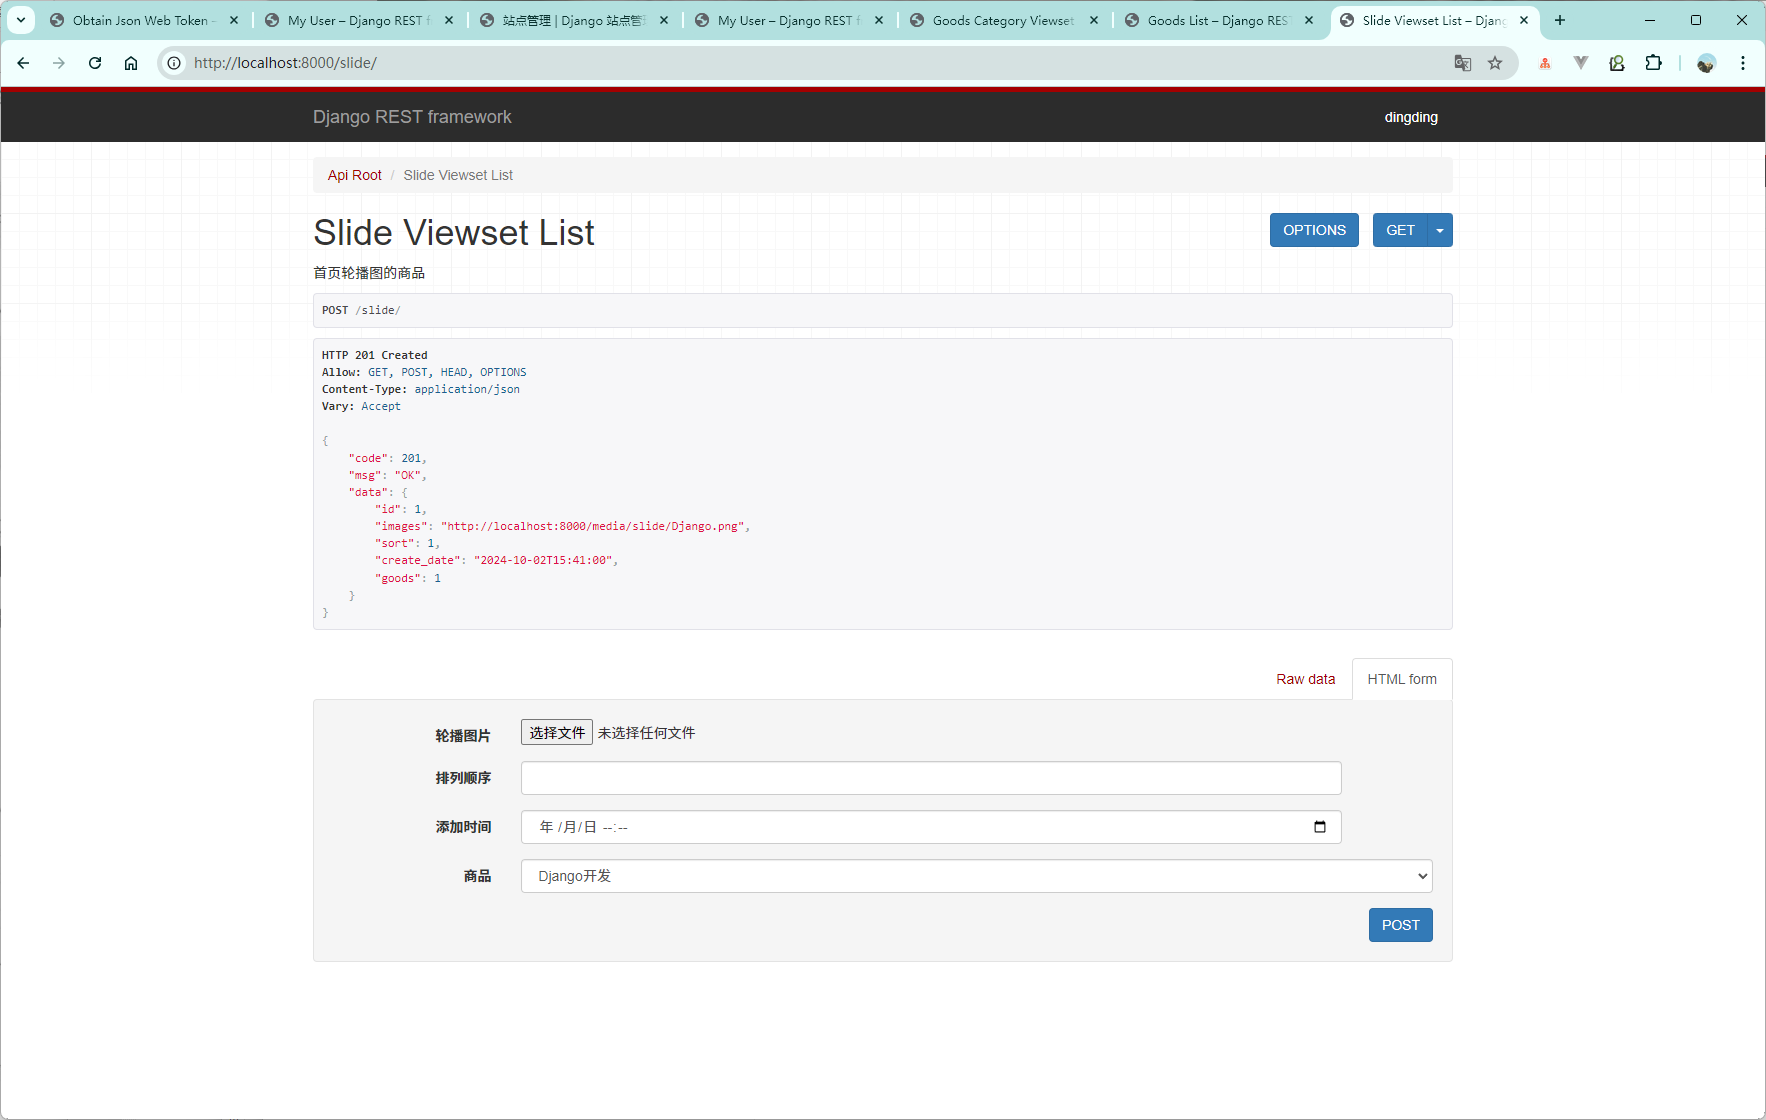 Obtain Json Web Token -
My User – Django REST f
站点管理 | Django 站点管
My User – Django REST f
Goods Category Viewset
Goods List – Django REST
Slide Viewset List – Djang
http://localhost:8000/slide/
Django REST framework
dingding
Api Root / Slide Viewset List
Slide Viewset List
OPTIONS
GET
首页轮播图的商品
POST /slide/
HTTP 201 Created
Allow: GET, POST, HEAD, OPTIONS
Content-Type: application/json
Vary: Accept
{
"code": 201,
"msg": "OK",
"data": {
"id": 1,
"images": "http://localhost:8000/media/slide/Django.png",
"sort": 1,
"create_date": "2024-10-02T15:41:00",
"goods": 1
}
}
Raw data
HTML form
轮播图片 选择文件 未选择任何文件
排列顺序
添加时间 年 /月/日 --:--
商品 Django开发
POST